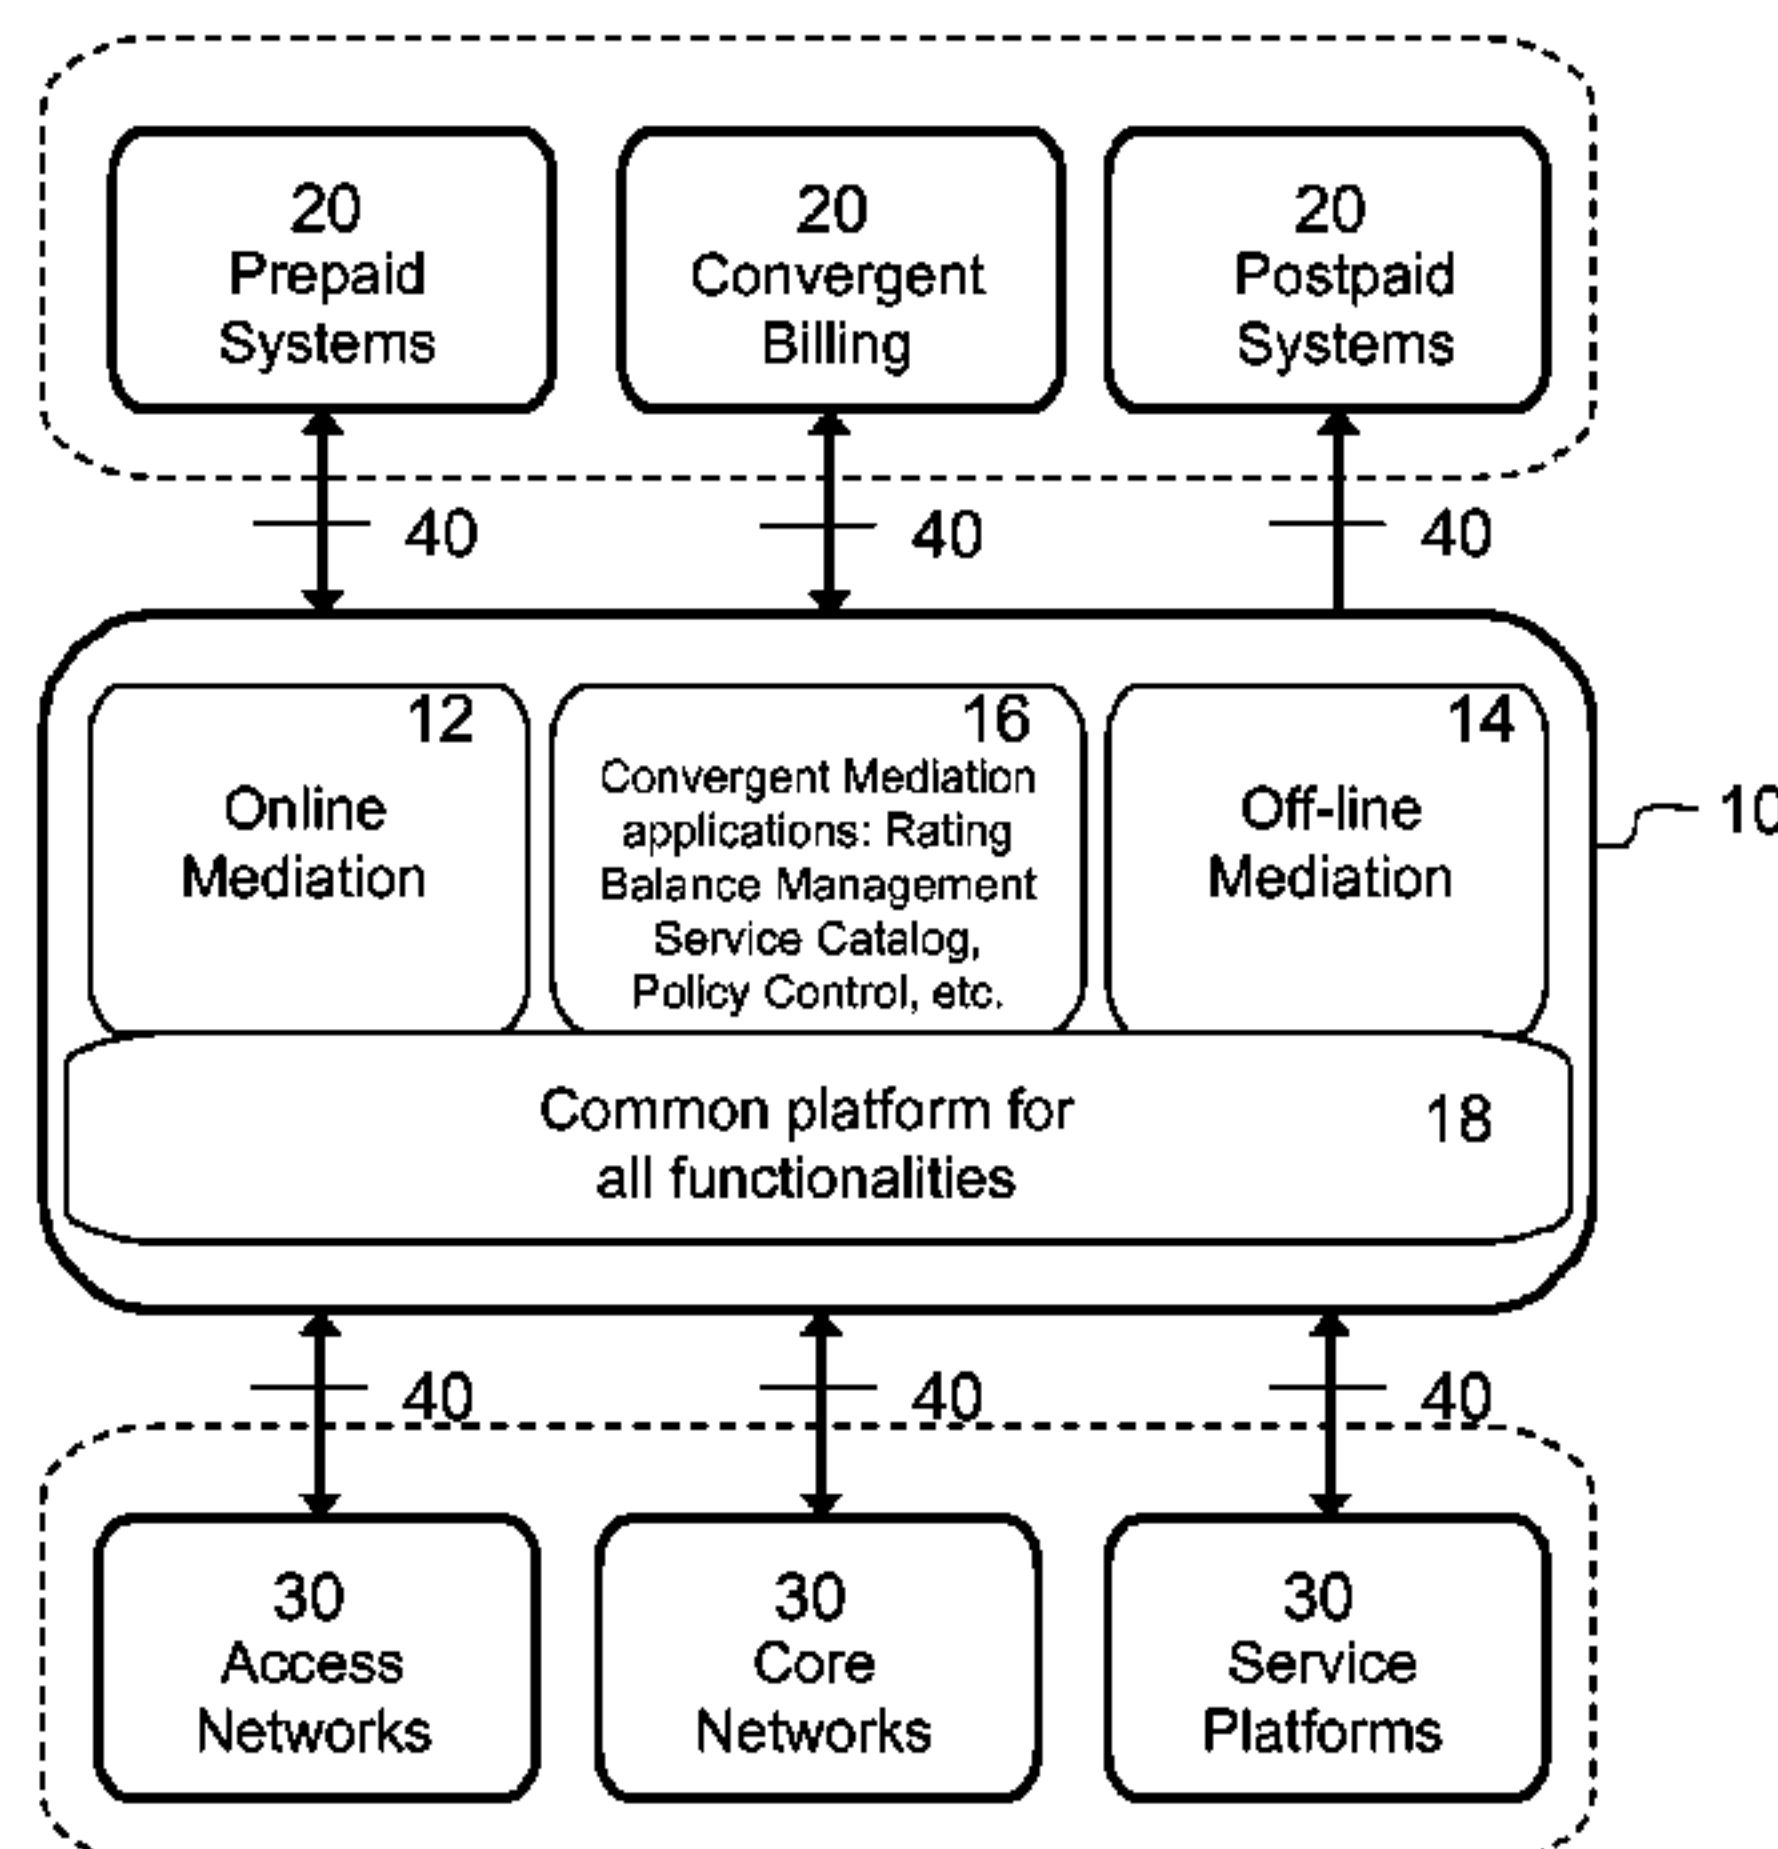 20
Prepaid
Systems
20
Convergent
Billing
20
Postpaid
Systems
40
40
40
12
Online
Mediation
16
Convergent Mediation
applications: Rating
Balance Management
Service Catalog,
Policy Control, etc.
14
Off-line
Mediation
10
Common platform for
all functionalities
18
40
40
40
30
Access
Networks
30
Core
Networks
30
Service
Platforms